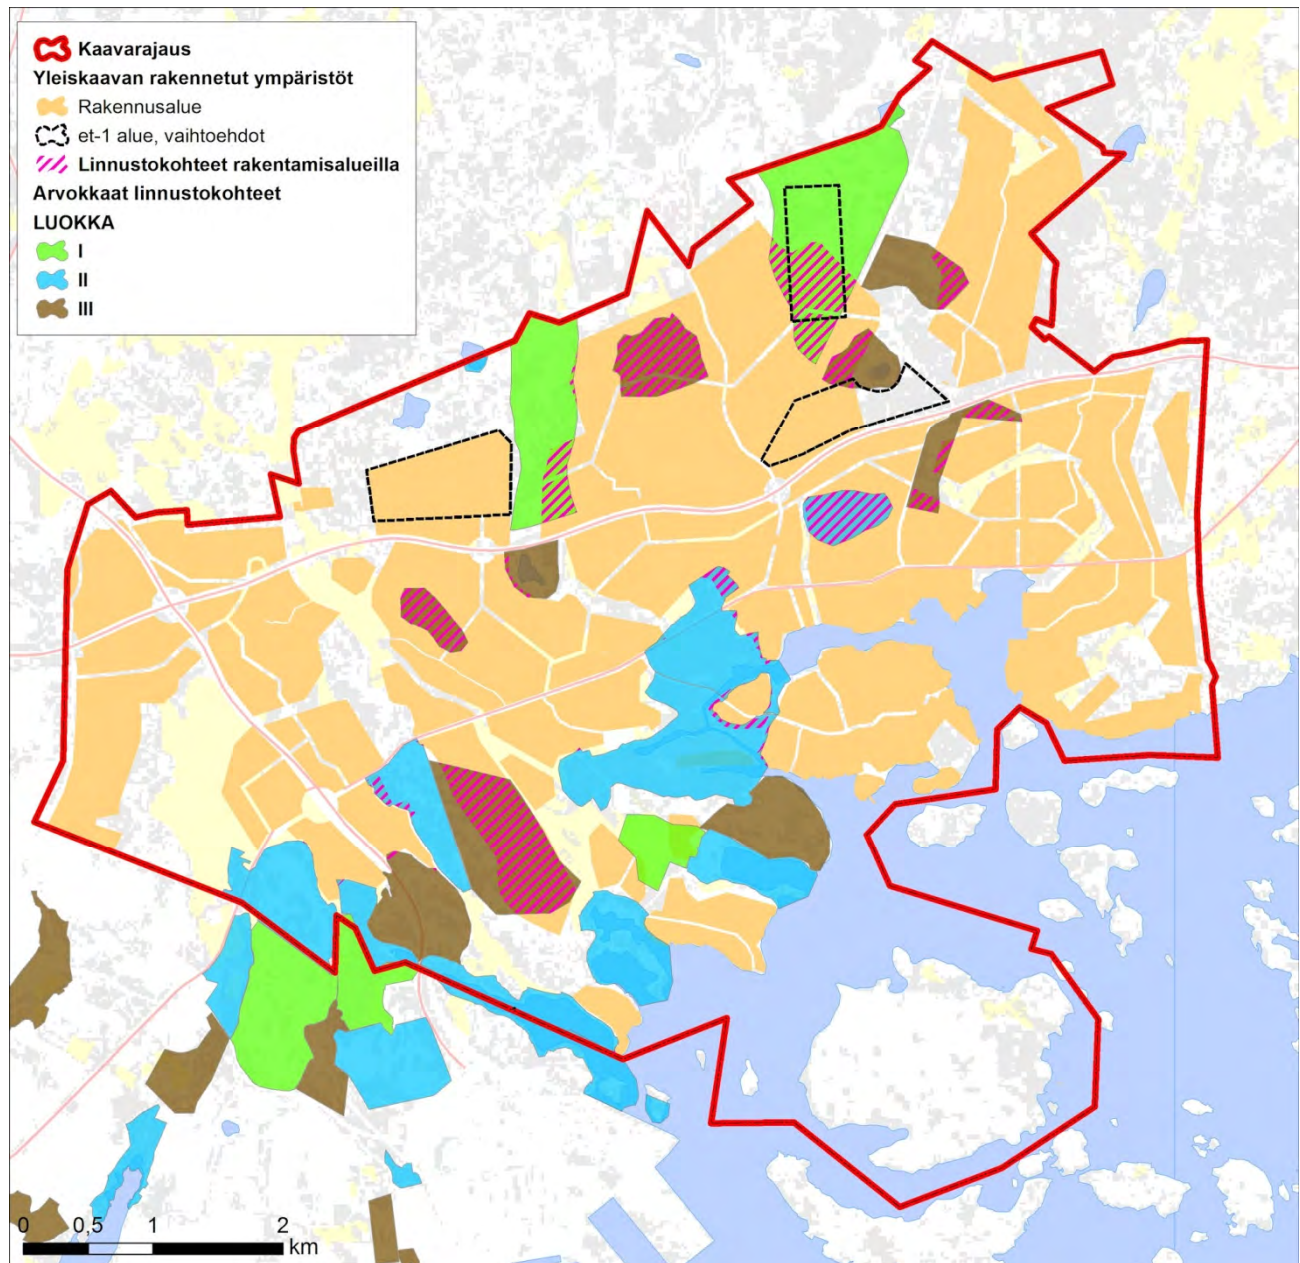 Kaavarajaus
Yleiskaavan rakennetut ympäristöt
Rakennusalue
et-1 alue, vaihtoehdot
Linnustokohteet rakentamisalueilla
Arvokkaat linnustokohteet
LUOKKA
I
II
III
0 0,5 1 2
km